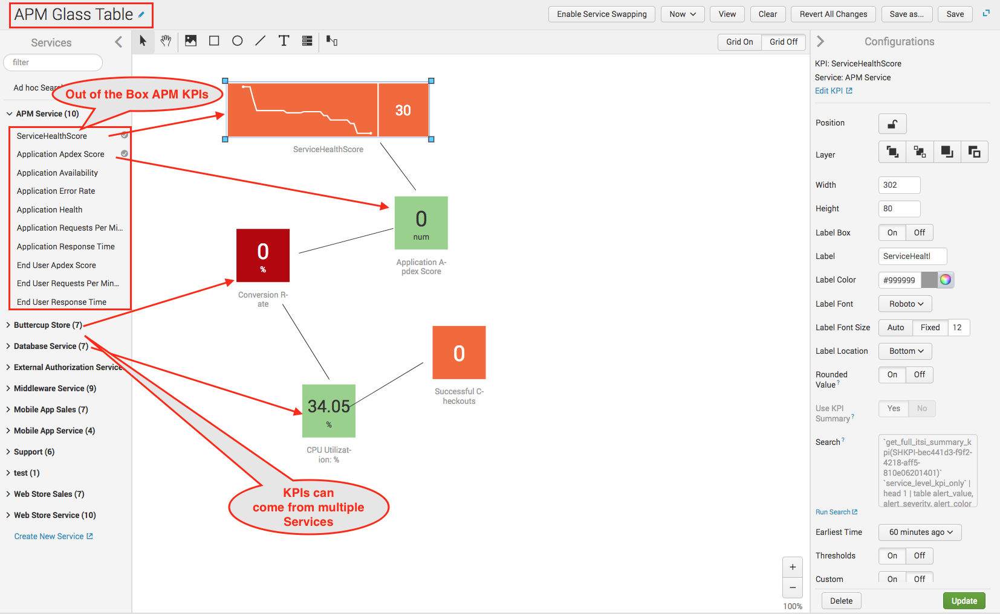 APM Glass Table
Enable Service Swapping
Now
View
Clear
Revert All Changes
Save as...
Save
Services
filter
Ad hoc Sear
Out of the Box APM KPIs
APM Service (10)
ServiceHealthScore
Application Apdex Score
Application Availability
Application Error Rate
Application Health
Application Requests Per Mi...
Application Response Time
End User Apdex Score
End User Requests Per Min...
End User Response Time
Buttercup Store (7)
Database Service (7)
External Authorization Service
Middleware Service (9)
Mobile App Sales (7)
Mobile App Service (4)
Support (6)
test (1)
Web Store Sales (7)
Web Store Service (10)
Create New Service
T
Grid On
Grid Off
30
ServiceHealthScore
0
num
Application A-
pdex Score
0
%
Conversion R-
ate
0
Successful C-
heckouts
34.05
%
CPU Utilizat-
ion: %
KPIs can
come from multiple
Services
+
−
100%
Configurations
KPI: ServiceHealthScore
Service: APM Service
Edit KPI
Position
Layer
Width
302
Height
80
Label Box
On
Off
Label
ServiceHealtl
Label Color
#999999
Label Font
Roboto
Label Font Size
Auto
Fixed
12
Label Location
Bottom
Rounded
Value?
On
Off
Use KPI
Summary?
Yes
No
Search?
`get_full_itsi_summary_k
pi(SHKPI-bec441d3-f9f2-
4218-aff5-
810e06201401)`
`service_level_kpi_only` |
head 1 | table alert_value,
alert_severity, alert_color
Run Search
Earliest Time
60 minutes ago
Thresholds
On
Off
Custom
On
Off
Delete
Update